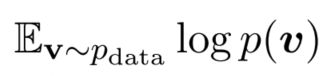 𝔼_{𝐯∼p_data} log p(𝒗)